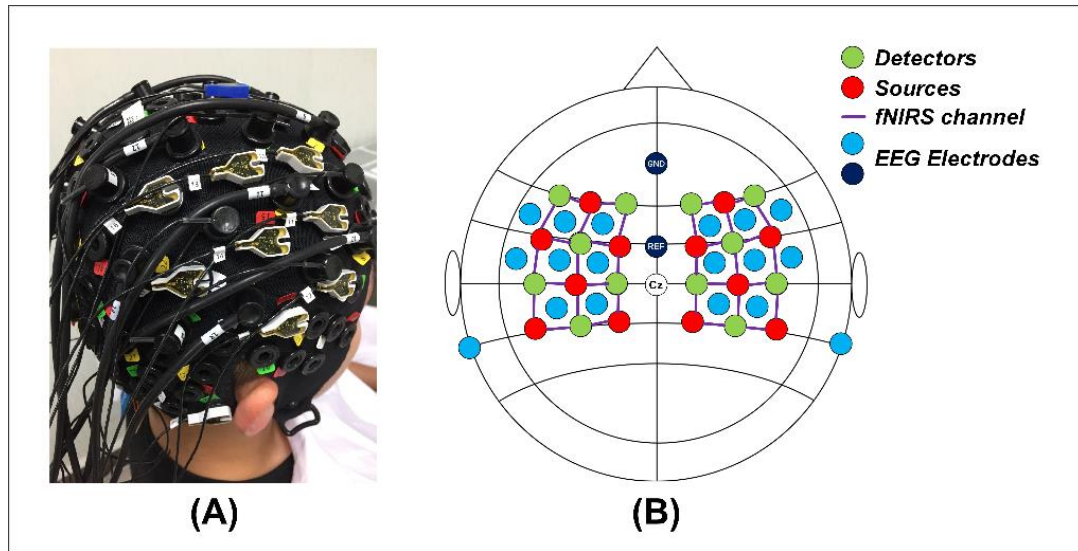 Detectors
Sources
fNIRS channel
EEG Electrodes
GND
REF
Cz
(A)
(B)